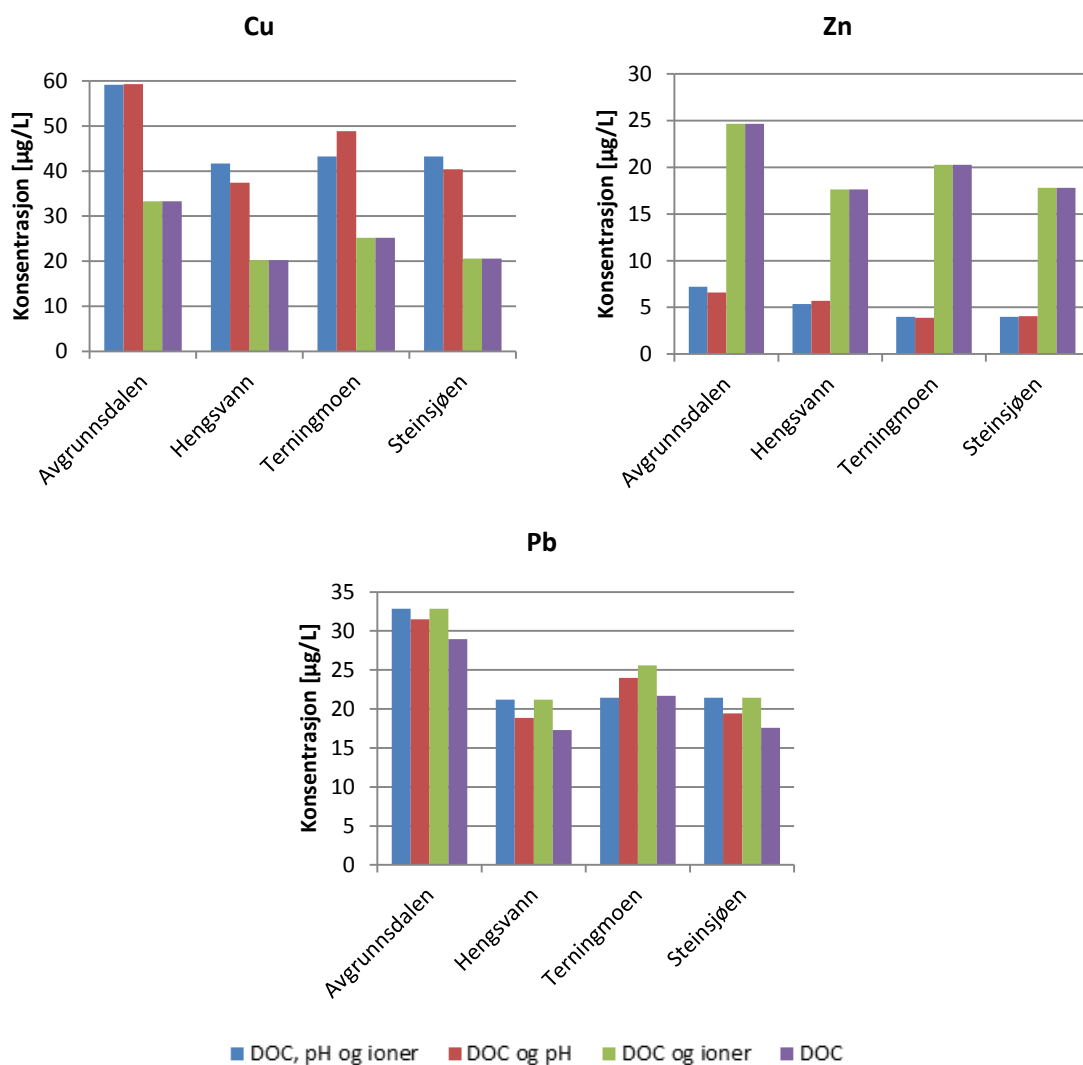 Cu
Konsentrasjon [µg/L]
60
50
40
30
20
10
0
Avgrunnsdalen
Hengsvann
Terningmoen
Steinsjøen
Zn
Konsentrasjon [µg/L]
30
25
20
15
10
5
0
Avgrunnsdalen
Hengsvann
Terningmoen
Steinsjøen
Pb
Konsentrasjon [µg/L]
35
30
25
20
15
10
5
0
Avgrunnsdalen
Hengsvann
Terningmoen
Steinsjøen
DOC, pH og ioner DOC og pH DOC og ioner DOC